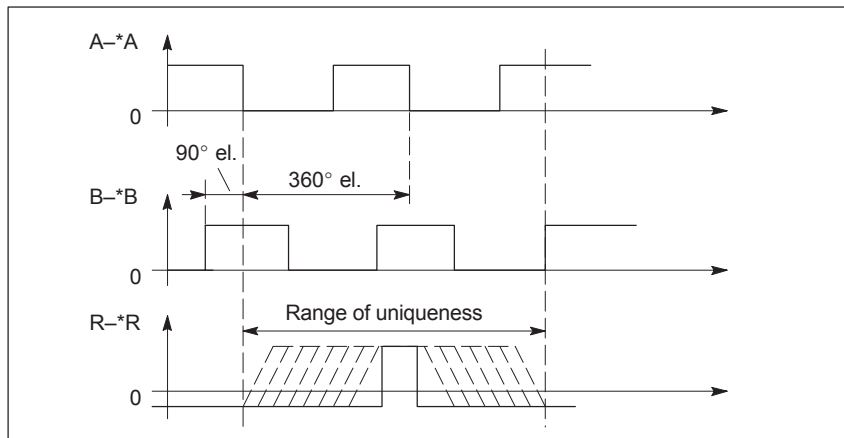 A–*A
0
90° el.
360° el.
B–*B
0
Range of uniqueness
R–*R
0